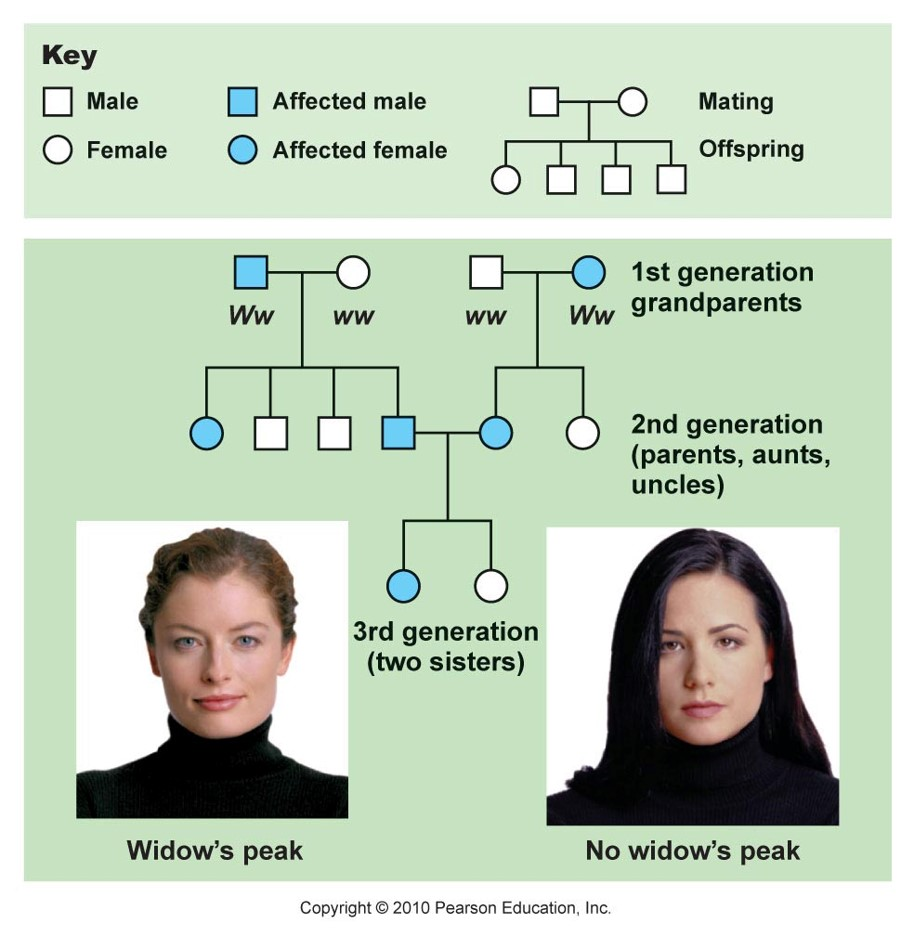 Key
Male
Affected male
Mating
Female
Affected female
Offspring
1st generation
grandparents
Ww
ww
ww
Ww
2nd generation
(parents, aunts,
uncles)
3rd generation
(two sisters)
Widow’s peak
No widow’s peak
Copyright © 2010 Pearson Education, Inc.